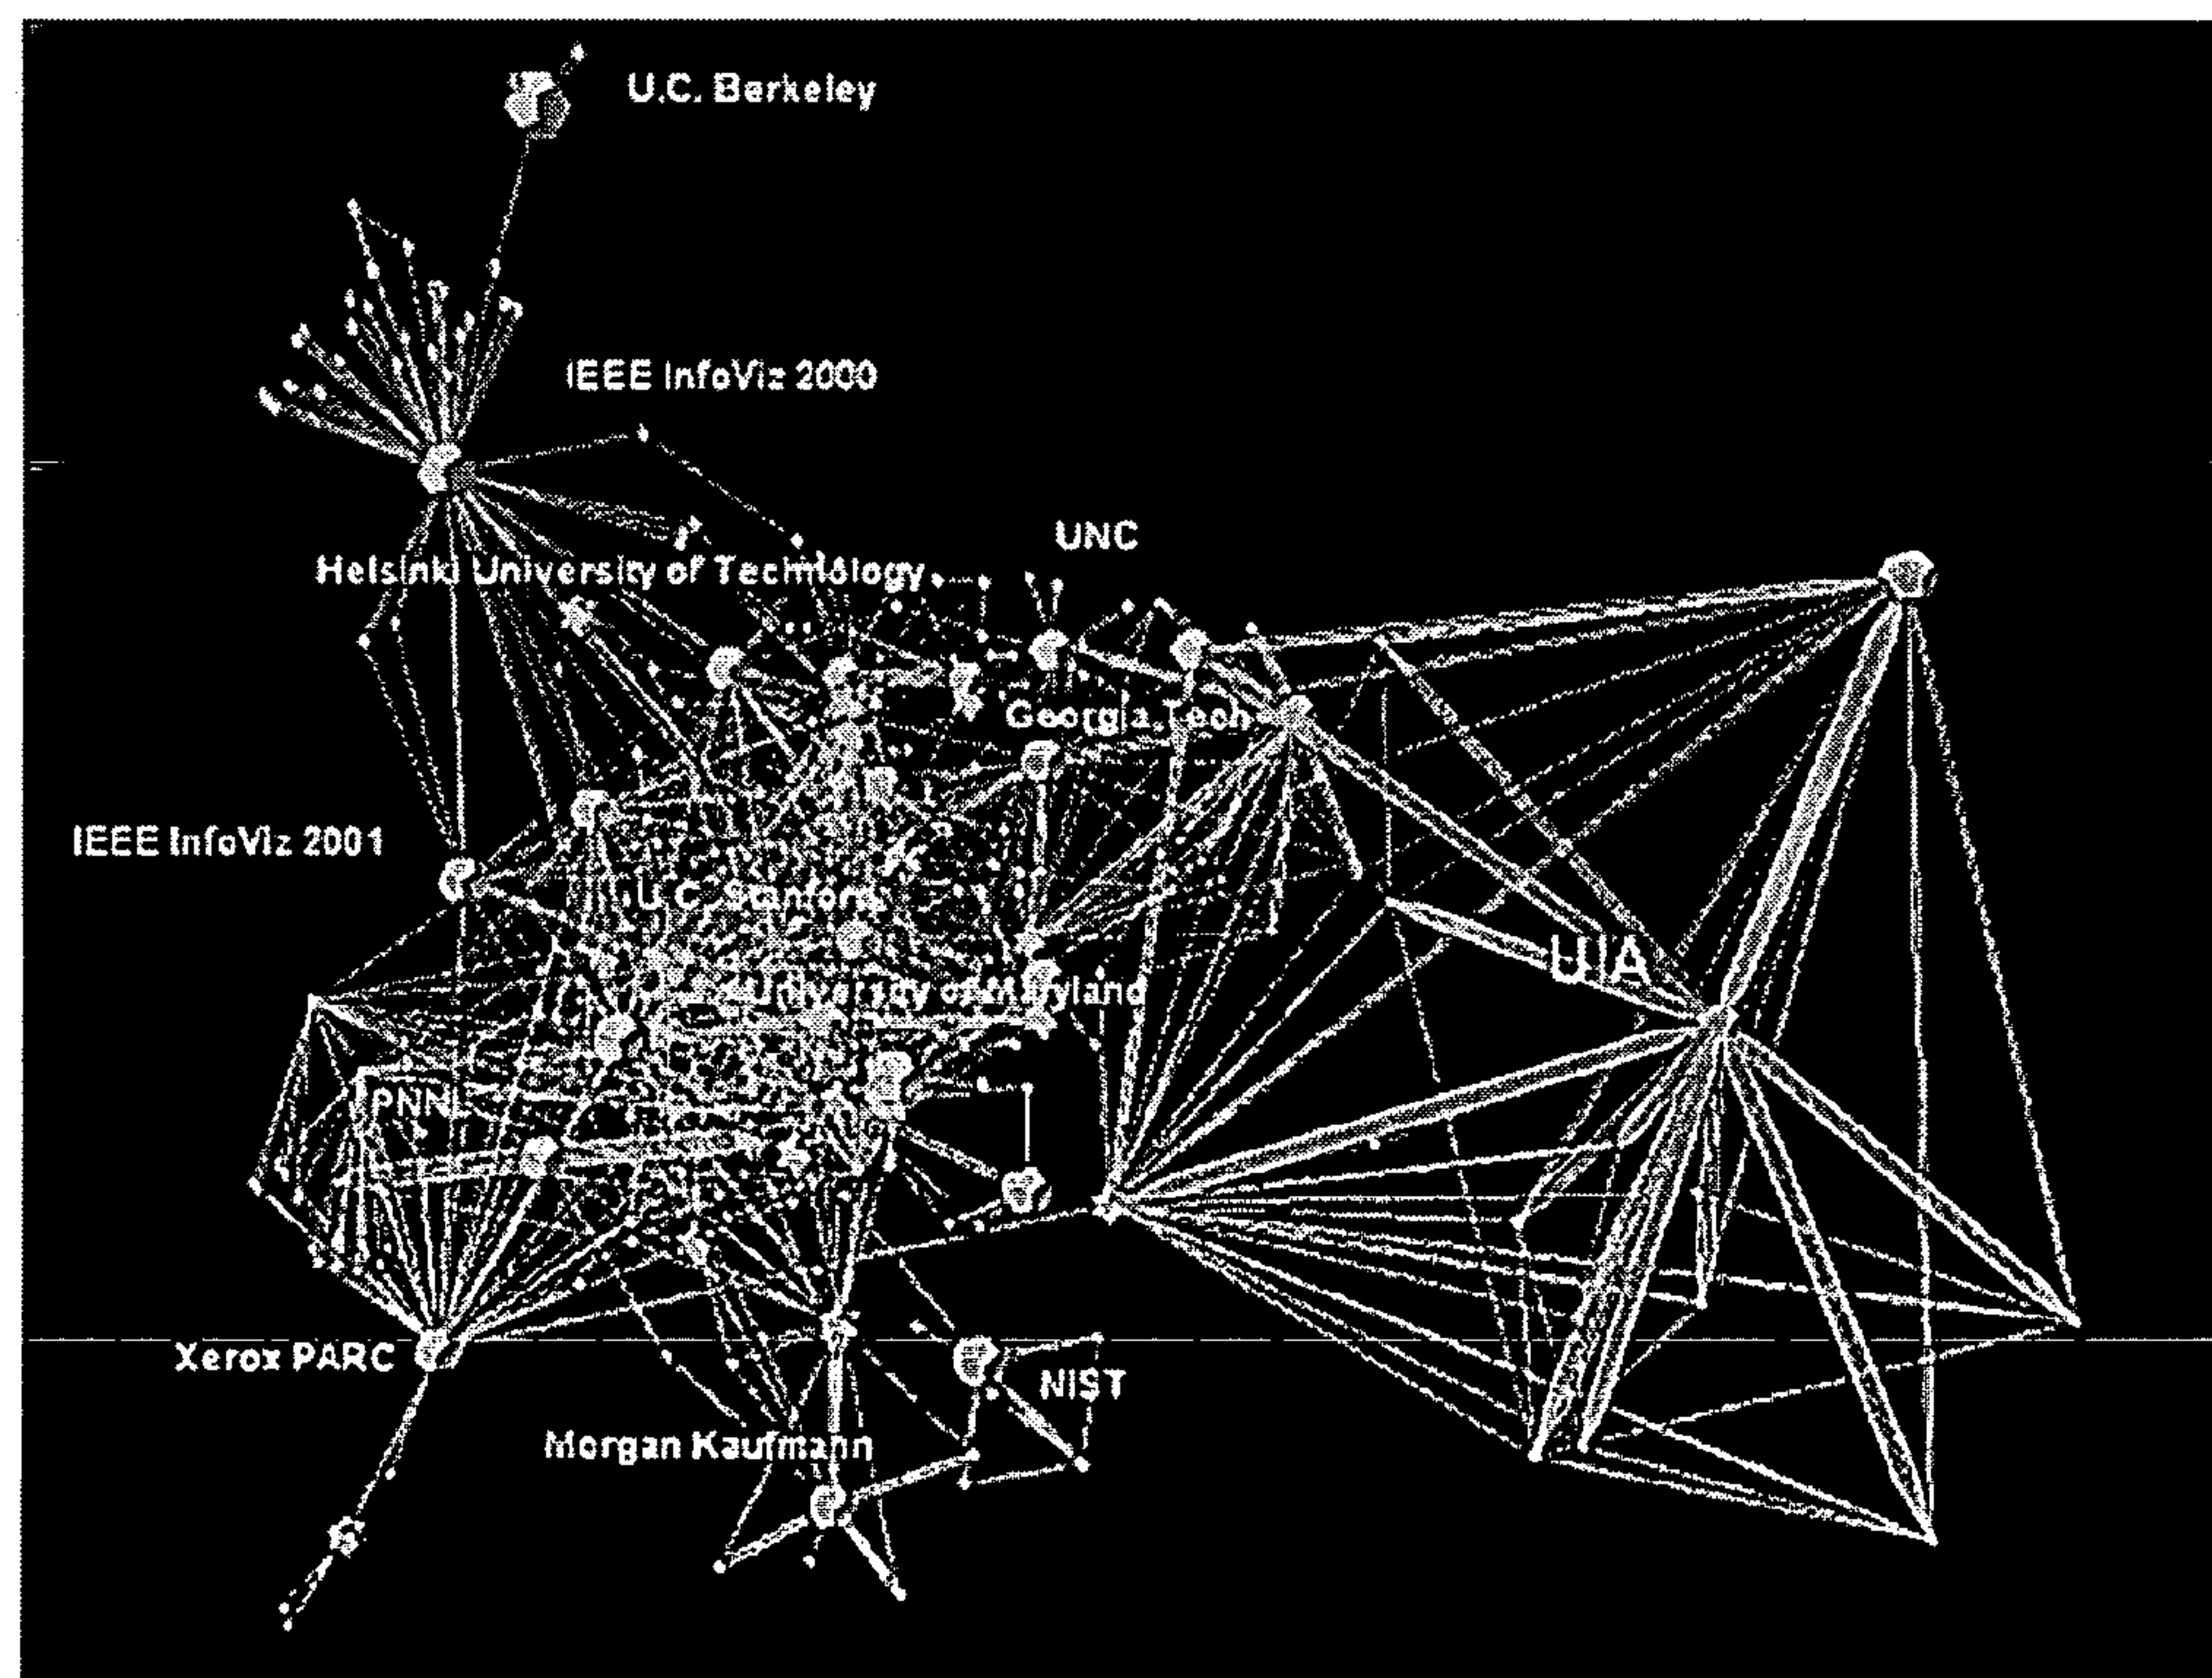 U.C. Berkeley
IEEE InfoViz 2000
UNC
Helsinki University of Technology
Georgia Tech
IEEE InfoViz 2001
U.C. Stanford
UIA
University of Maryland
PNNL
Xerox PARC
NIST
Morgan Kaufmann